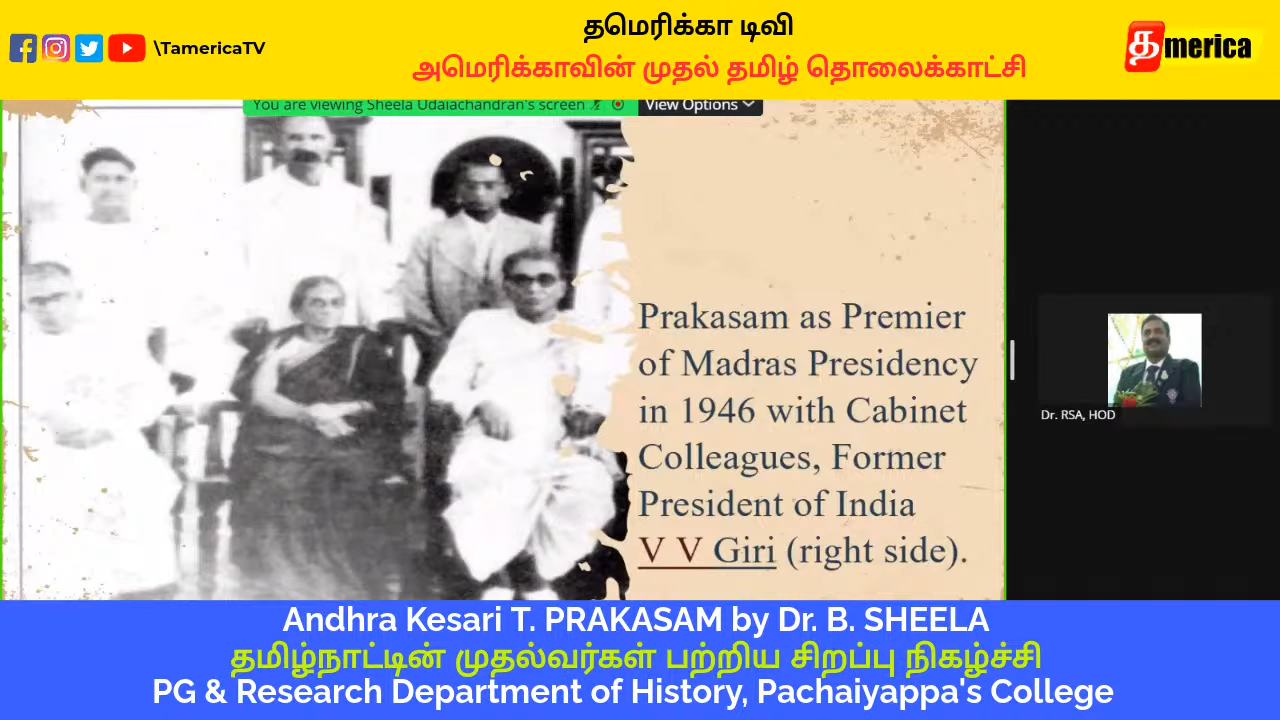 தமெரிக்கா டிவி
\TamericaTV
அமெரிக்காவின் முதல் தமிழ் தொலைக்காட்சி
தmerica
You are viewing Sheela Udaiachandran's screen
View Options
Prakasam as Premier
of Madras Presidency
in 1946 with Cabinet
Colleagues, Former
President of India
V V Giri (right side).
Dr. RSA, HOD
Andhra Kesari T. PRAKASAM by Dr. B. SHEELA
தமிழ்நாட்டின் முதல்வர்கள் பற்றிய சிறப்பு நிகழ்ச்சி
PG & Research Department of History, Pachaiyappa's College